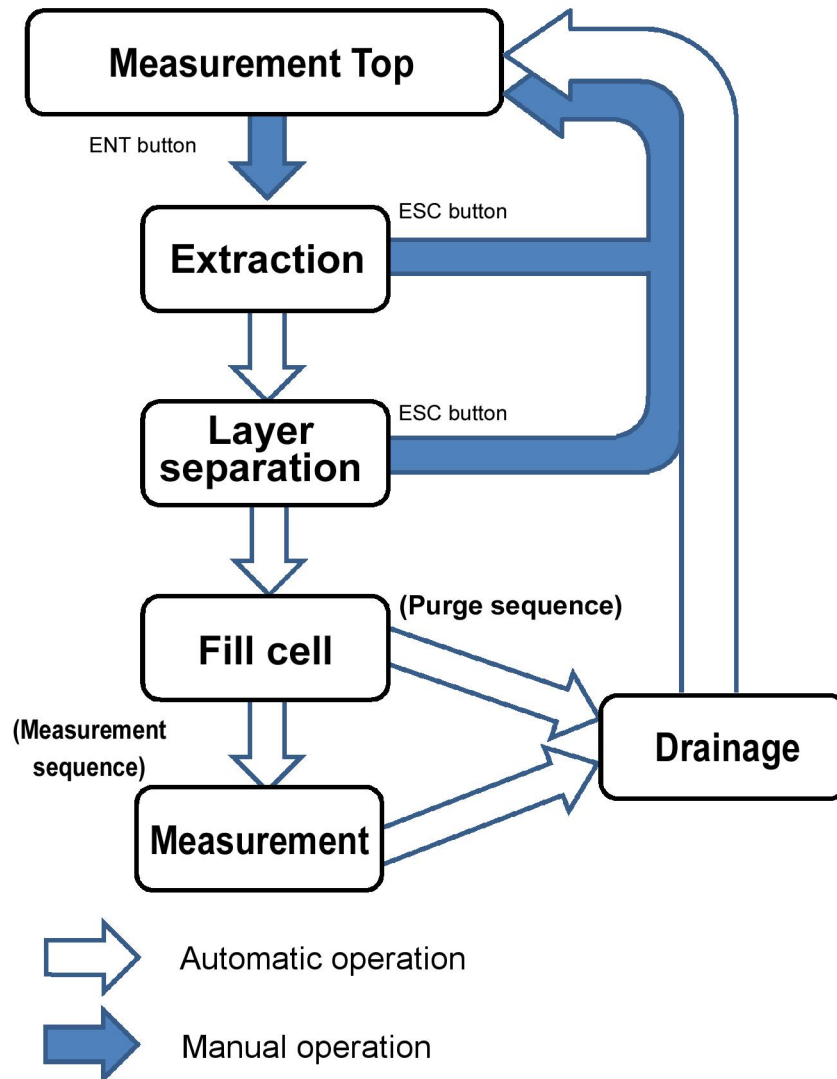 Measurement Top
ENT button
ESC button
Extraction
ESC button
Layer
separation
(Purge sequence)
Fill cell
(Measurement
sequence)
Drainage
Measurement
Automatic operation
Manual operation